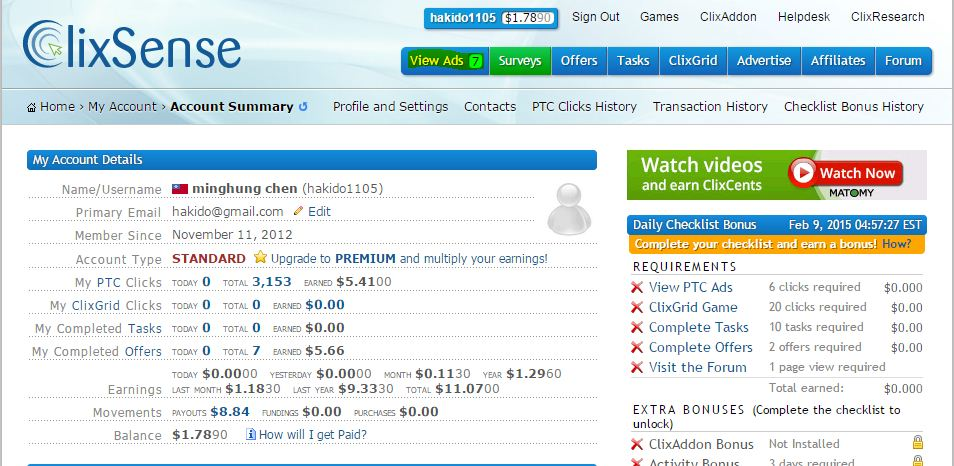 hakido1105 $1.7890 Sign Out Games ClixAddon Helpdesk ClixResearch
ClixSense
View Ads 7 Surveys Offers Tasks ClixGrid Advertise Affiliates Forum
Home › My Account › Account Summary Profile and Settings Contacts PTC Clicks History Transaction History Checklist Bonus History
My Account Details
Name/Username minghung chen (hakido1105)
Primary Email hakido@gmail.com Edit
Member Since November 11, 2012
Account Type STANDARD Upgrade to PREMIUM and multiply your earnings!
My PTC Clicks TODAY 0 TOTAL 3,153 EARNED $5.4100
My ClixGrid Clicks TODAY 0 TOTAL 0 EARNED $0.00
My Completed Tasks TODAY 0 TOTAL 0 EARNED $0.00
My Completed Offers TODAY 0 TOTAL 7 EARNED $5.66
TODAY $0.0000 YESTERDAY $0.0000 MONTH $0.1130 YEAR $1.2960
Earnings LAST MONTH $1.1830 LAST YEAR $9.3330 TOTAL $11.0700
Movements PAYOUTS $8.84 FUNDINGS $0.00 PURCHASES $0.00
Balance $1.7890 How will I get Paid?
Watch videos
and earn ClixCents
Watch Now
MATOMY
Daily Checklist Bonus Feb 9, 2015 04:57:27 EST
Complete your checklist and earn a bonus! How?
REQUIREMENTS
View PTC Ads 6 clicks required $0.000
ClixGrid Game 20 clicks required $0.00
Complete Tasks 10 tasks required $0.00
Complete Offers 2 offers required $0.00
Visit the Forum 1 page view required
Total earned: $0.000
EXTRA BONUSES (Complete the checklist to
unlock)
ClixAddon Bonus Not Installed
Activity Bonus 3 days required